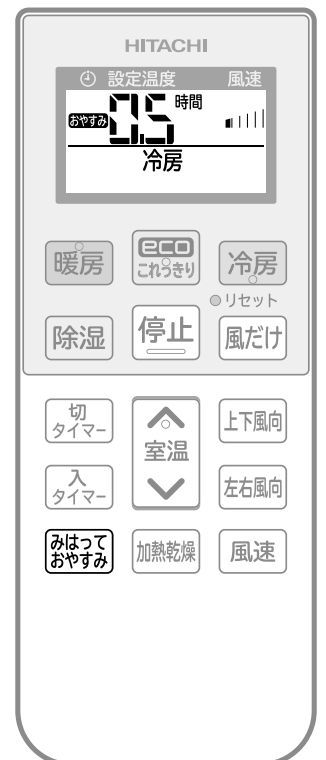 HITACHI
設定温度 風速
おやすみ 0.5 時間
冷房
暖房 eco これっきり 冷房
リセット
除湿 停止 風だけ
切タイマー 室温 上下風向
入タイマー 左右風向
みはっておやすみ 加熱乾燥 風速